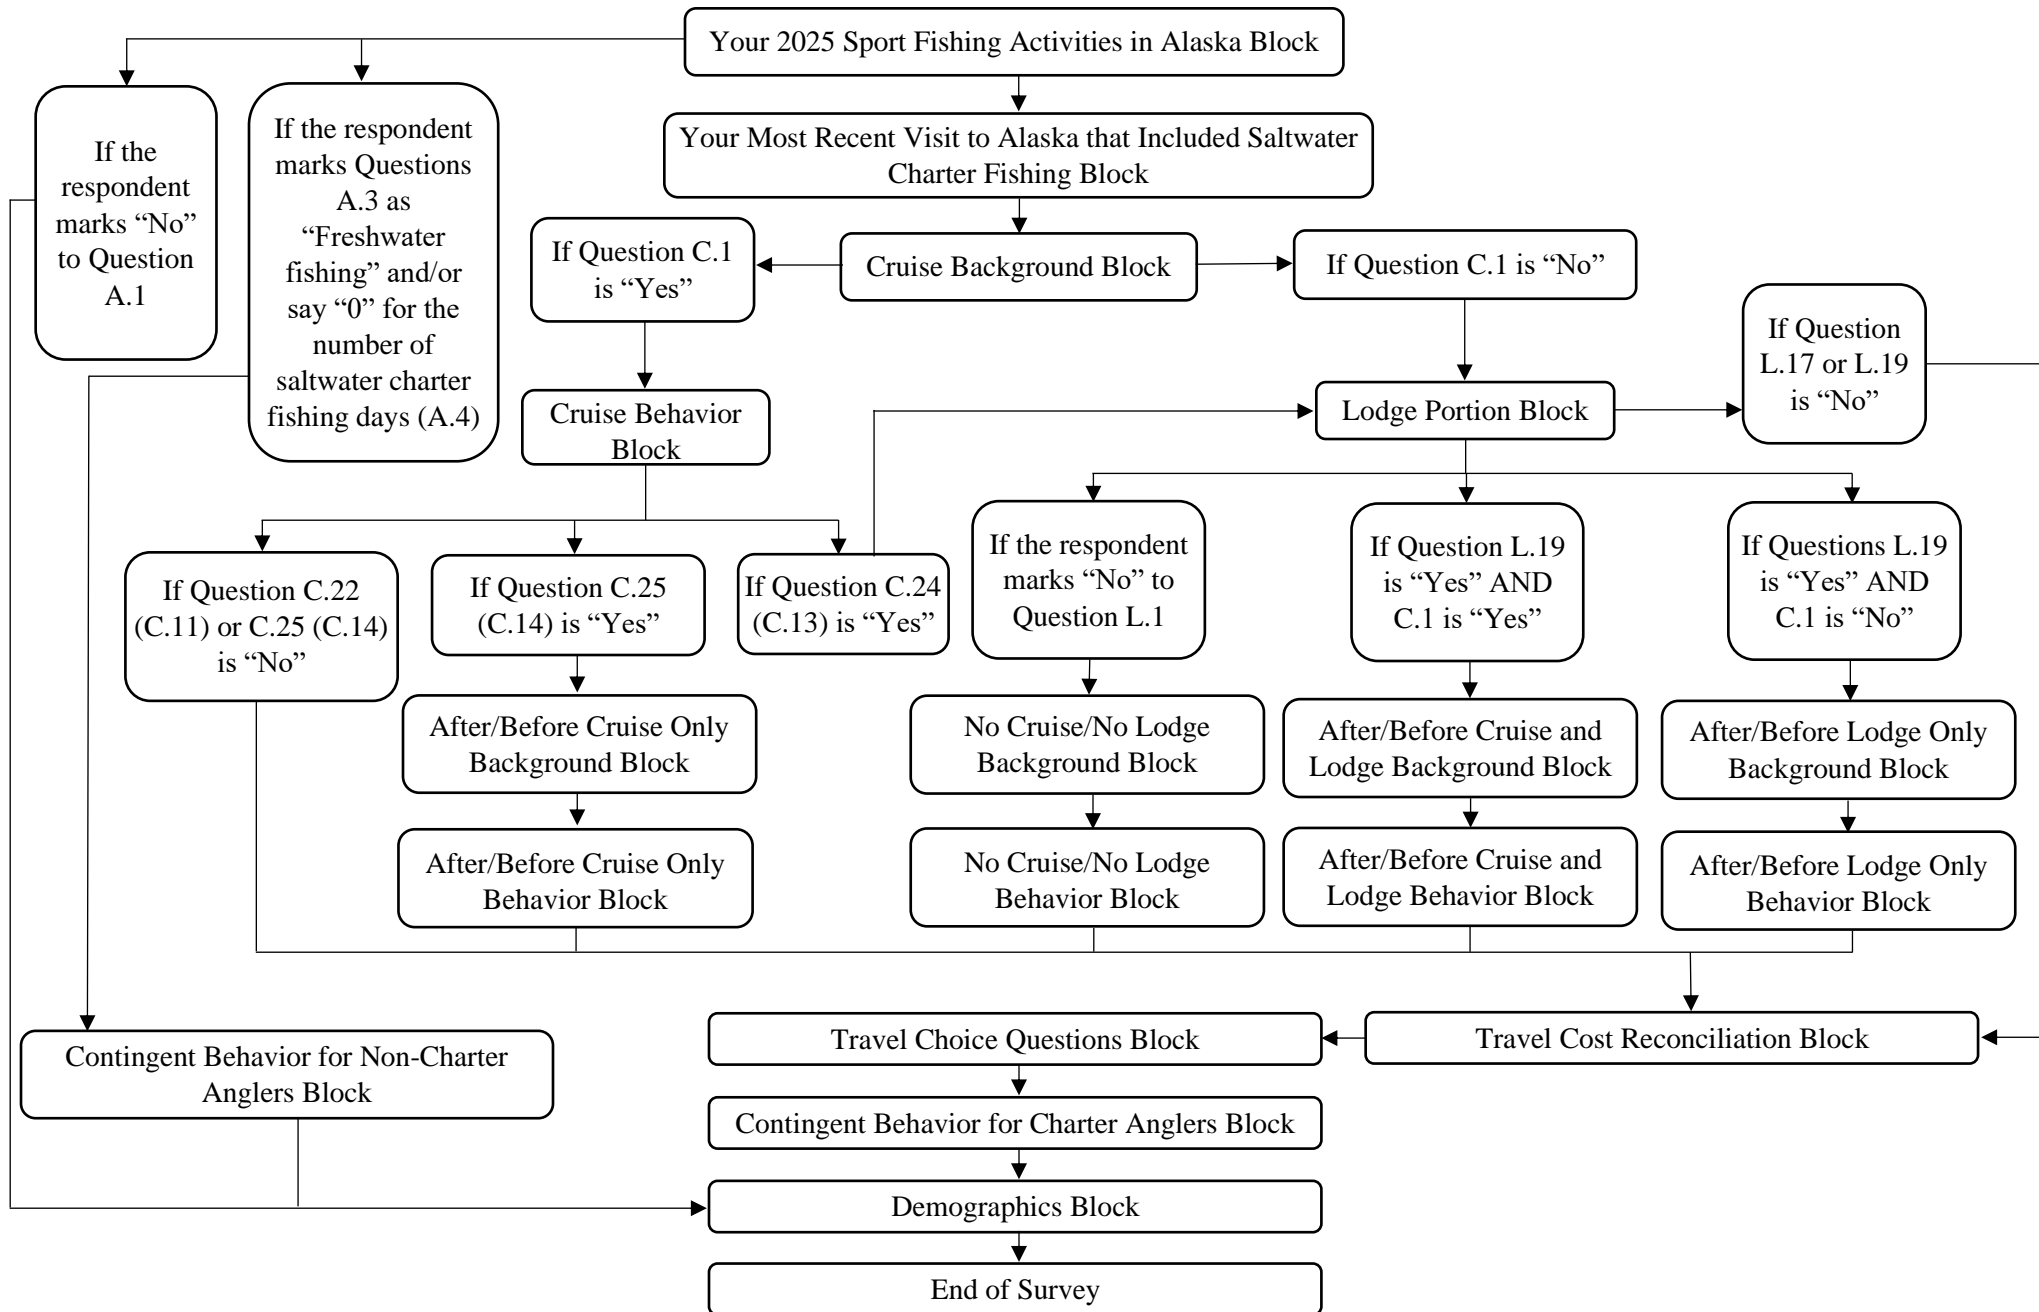 Your 2025 Sport Fishing Activities in Alaska Block
If the
respondent
marks “No”
to Question
A.1
If the respondent
marks Questions
A.3 as
“Freshwater
fishing” and/or
say “0” for the
number of
saltwater charter
fishing days (A.4)
Your Most Recent Visit to Alaska that Included Saltwater
Charter Fishing Block
If Question C.1
is “Yes”
Cruise Background Block
If Question C.1 is “No”
If Question
L.17 or L.19
is “No”
Cruise Behavior
Block
Lodge Portion Block
If Question C.22
(C.11) or C.25 (C.14)
is “No”
If Question C.25
(C.14) is “Yes”
If Question C.24
(C.13) is “Yes”
If the respondent
marks “No” to
Question L.1
If Question L.19
is “Yes” AND
C.1 is “Yes”
If Questions L.19
is “Yes” AND
C.1 is “No”
After/Before Cruise Only
Background Block
No Cruise/No Lodge
Background Block
After/Before Cruise and
Lodge Background Block
After/Before Lodge Only
Background Block
After/Before Cruise Only
Behavior Block
No Cruise/No Lodge
Behavior Block
After/Before Cruise and
Lodge Behavior Block
After/Before Lodge Only
Behavior Block
Contingent Behavior for Non-Charter
Anglers Block
Travel Choice Questions Block
Travel Cost Reconciliation Block
Contingent Behavior for Charter Anglers Block
Demographics Block
End of Survey